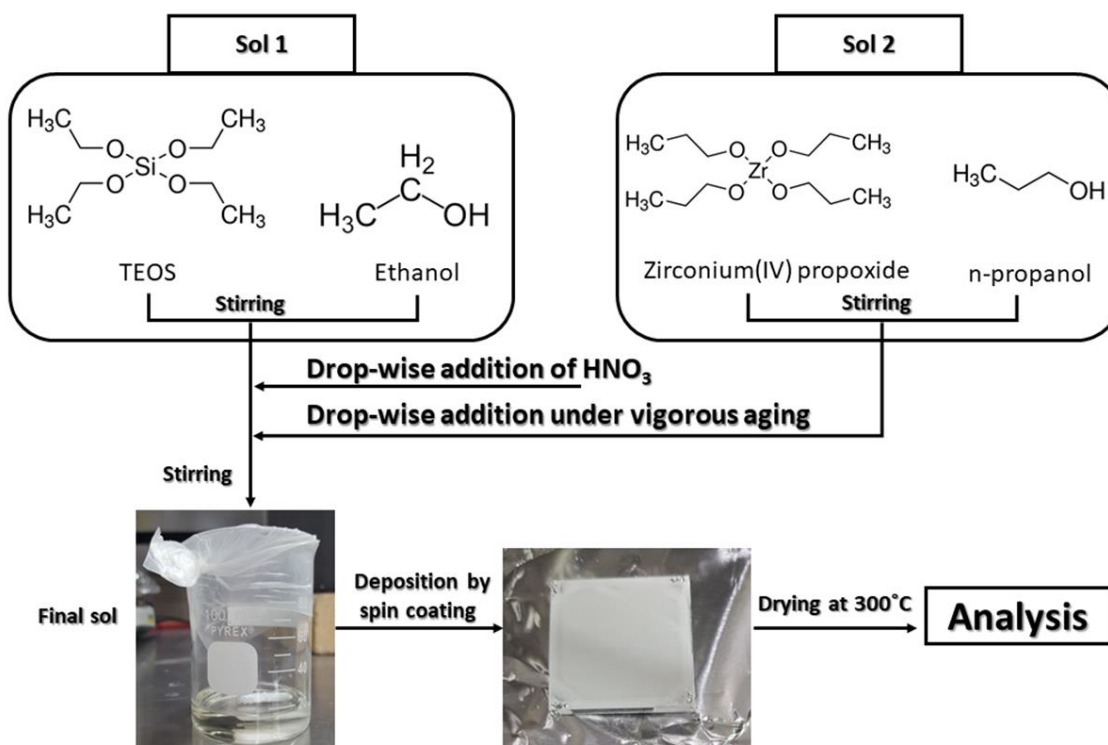 Sol 1
Sol 2
H₃C
O
O
CH₃
Si
H₃C
O
O
CH₃
TEOS
H₂
C
H₃C
OH
Ethanol
Stirring
H₃C
O
O
CH₃
Zr
H₃C
O
O
CH₃
Zirconium(IV) propoxide
H₃C
OH
n-propanol
Stirring
Drop-wise addition of HNO₃
Drop-wise addition under vigorous aging
Stirring
Final sol
PYREX
40
Deposition by
spin coating
Drying at 300°C
Analysis